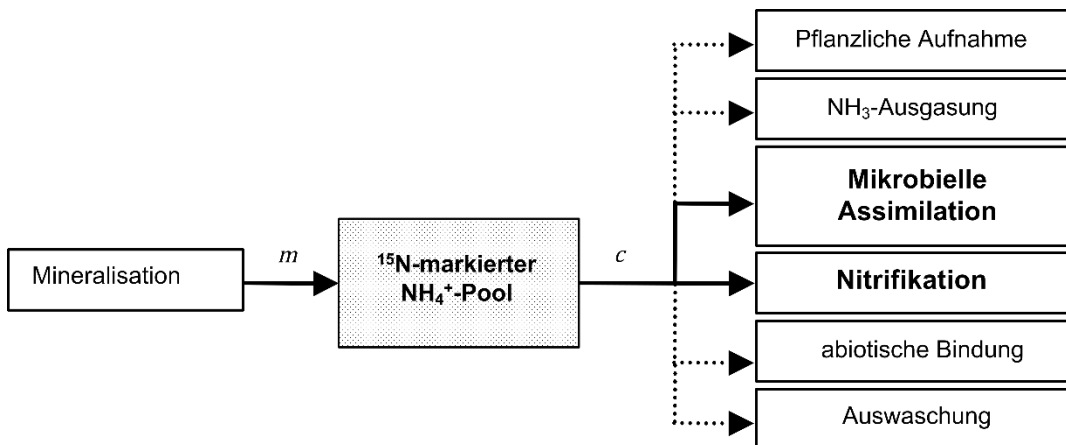 Mineralisation
m
¹⁵N-markierter
NH₄⁺-Pool
c
Pflanzliche Aufnahme
NH₃-Ausgasung
Mikrobielle
Assimilation
Nitrifikation
abiotische Bindung
Auswaschung